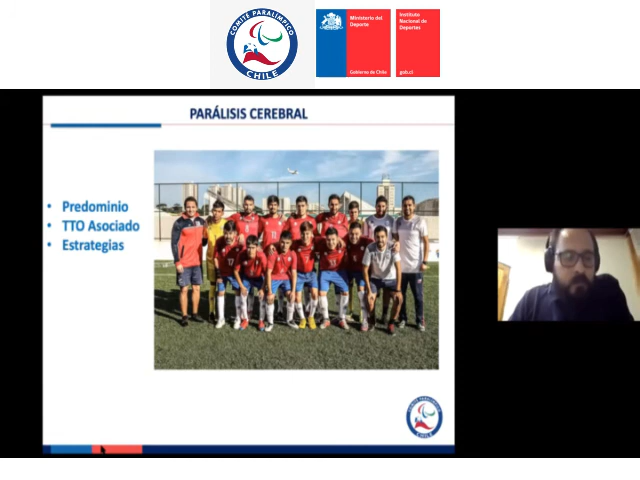 COMITÉ PARALÍMPICO
CHILE
Ministerio del
Deporte
Gobierno de Chile
Instituto
Nacional de
Deportes
gob.cl
PARÁLISIS CEREBRAL
• Predominio
• TTO Asociado
• Estrategias
COMITÉ PARALÍMPICO
CHILE